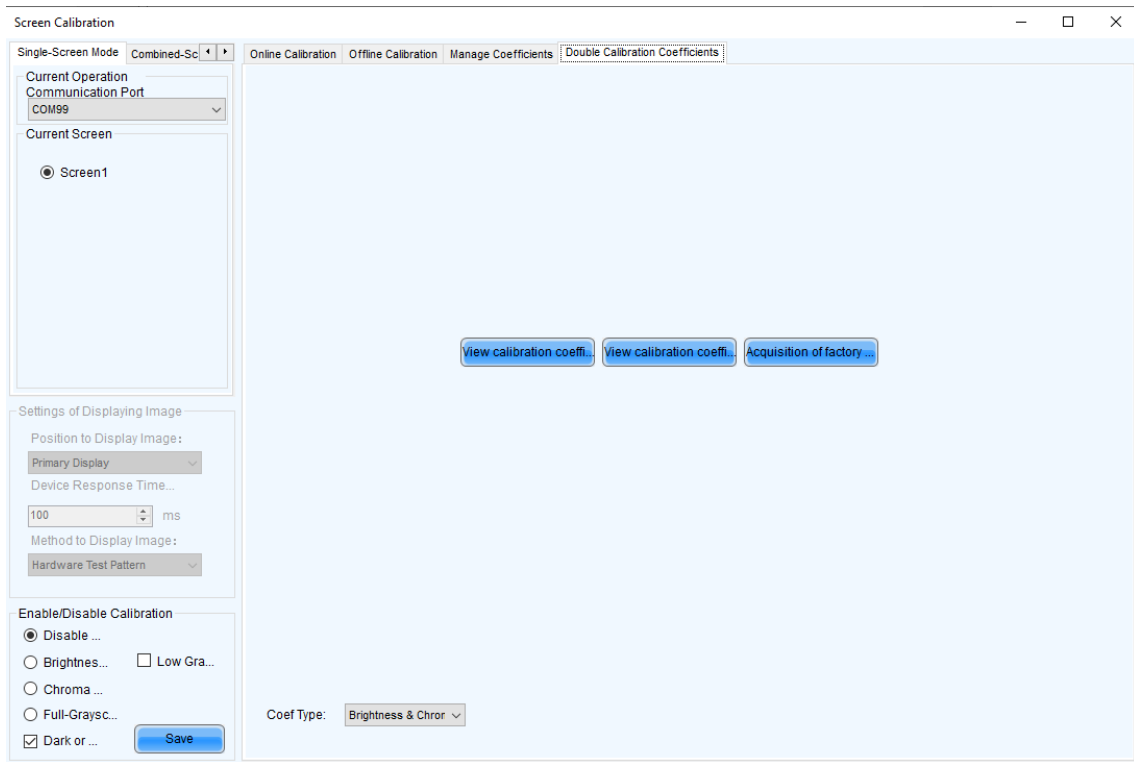 Screen Calibration
Single-Screen Mode Combined-Sc
Online Calibration Offline Calibration Manage Coefficients Double Calibration Coefficients
Current Operation
Communication Port
COM99
Current Screen
Screen1
View calibration coeffi... View calibration coeffi... Acquisition of factory ...
Settings of Displaying Image
Position to Display Image:
Primary Display
Device Response Time...
100 ms
Method to Display Image:
Hardware Test Pattern
Enable/Disable Calibration
Disable ...
Brightnes... Low Gra...
Chroma ...
Full-Graysc...
Dark or ... Save
Coef Type: Brightness & Chror